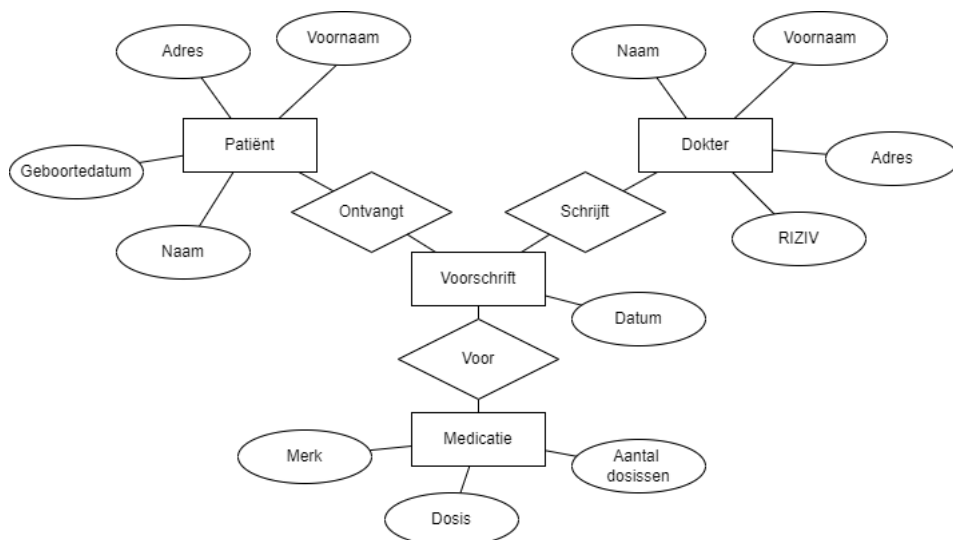 Voornaam
Voornaam
Adres
Naam
Patiënt
Dokter
Geboortedatum
Adres
Ontvangt
Schrijft
Naam
RIZIV
Voorschrift
Datum
Voor
Medicatie
Merk
Aantal
dosissen
Dosis